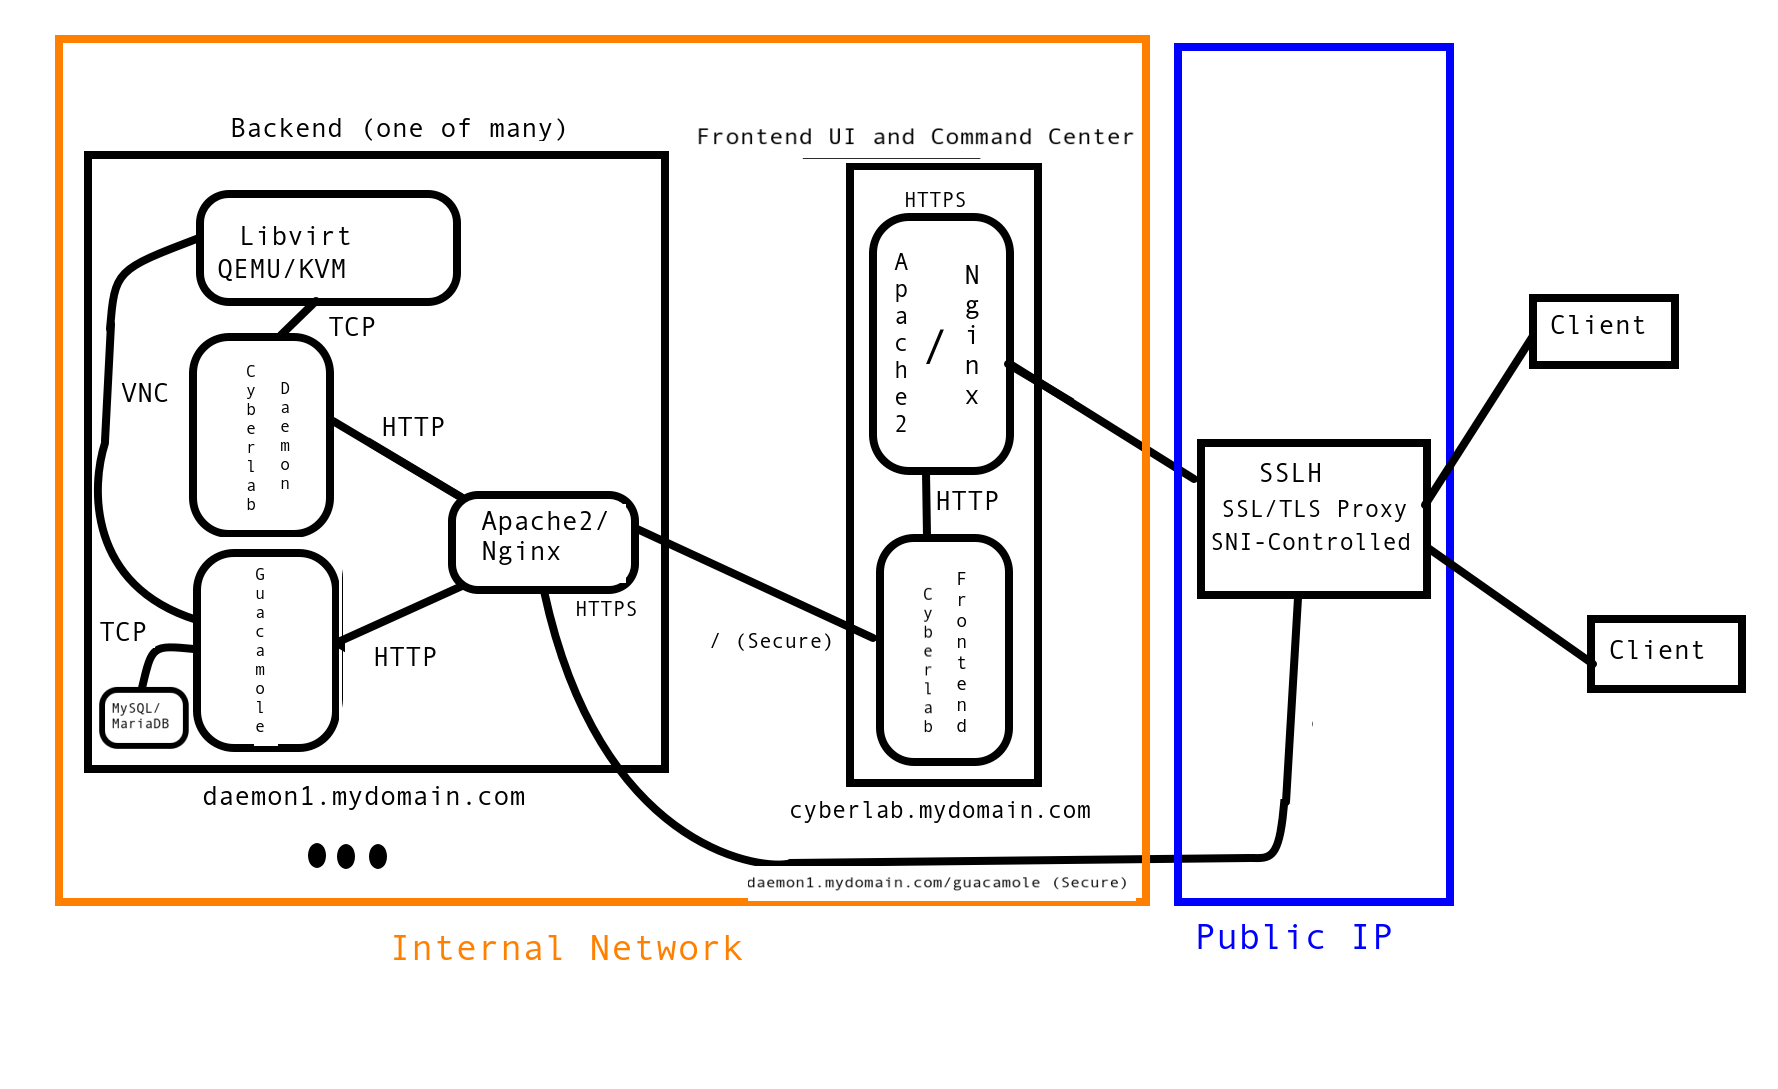 Backend (one of many)
Frontend UI and Command Center
Libvirt
QEMU/KVM
TCP
VNC
Cyberlab
Daemon
HTTP
Apache2/
Nginx
HTTPS
Guacamole
HTTP
TCP
MySQL/
MariaDB
daemon1.mydomain.com
HTTPS
Apache2
/
Nginx
HTTP
Cyberlab
Frontend
/ (Secure)
cyberlab.mydomain.com
daemon1.mydomain.com/guacamole (Secure)
Internal Network
SSLH
SSL/TLS Proxy
SNI-Controlled
Public IP
Client
Client